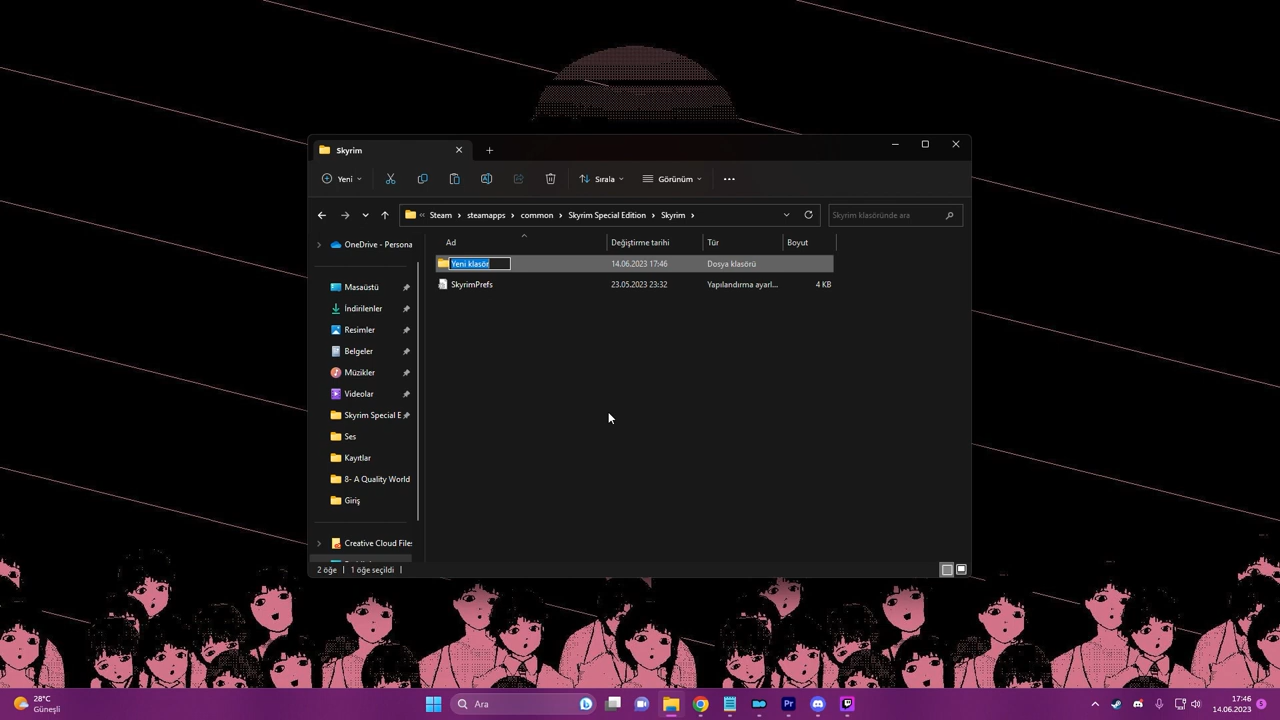 Skyrim
Yeni
Sırala
Görünüm
« Steam > steamapps > common > Skyrim Special Edition > Skyrim >
Skyrim klasöründe ara
Ad Değiştirme tarihi Tür Boyut
OneDrive - Persona
Yeni klasör 14.06.2023 17:46 Dosya klasörü
SkyrimPrefs 23.05.2023 23:32 Yapılandırma ayarl... 4 KB
Masaüstü
İndirilenler
Resimler
Belgeler
Müzikler
Videolar
Skyrim Special E
Ses
Kayıtlar
8- A Quality World
Giriş
Creative Cloud Files
2 öğe | 1 öğe seçildi |
28°C
Güneşli
Ara
Pr
17:46
14.06.2023
5